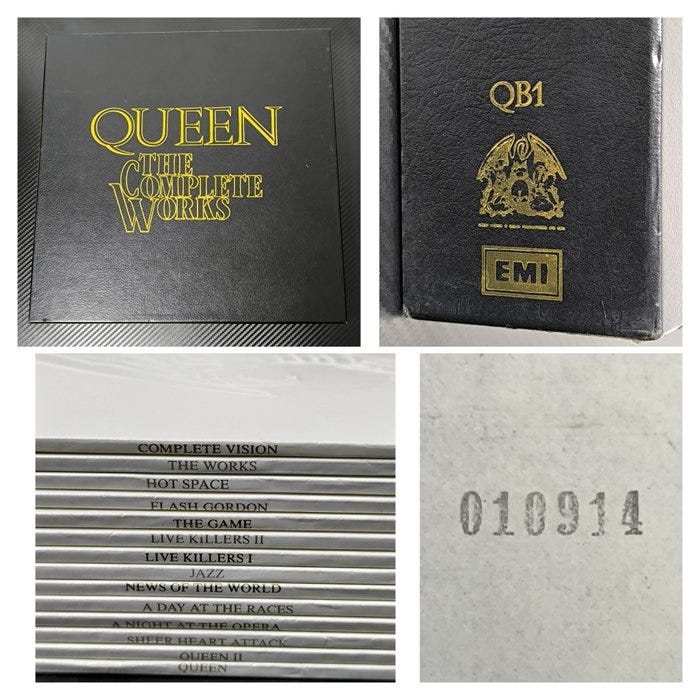 QUEEN
THE
COMPLETE
WORKS
QB1
EMI
COMPLETE VISION
THE WORKS
HOT SPACE
FLASH GORDON
THE GAME
LIVE KiLLERS II
LIVE KILLERS I
JAZZ
NEWS OF THE WORLD
A DAY AT THE RACES
A NIGHT AT THE OPERA
SHEER HEART ATTACK
QUEEN II
QUEEN
010914